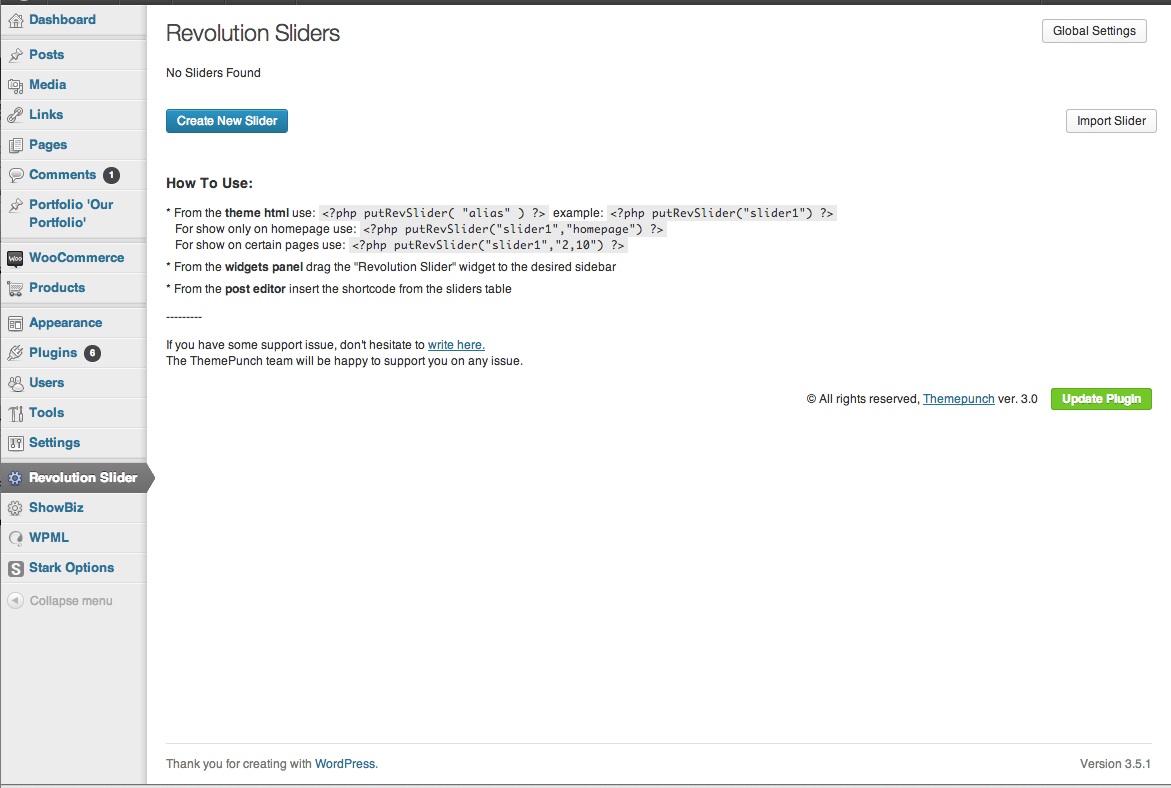 Dashboard
Posts
Media
Links
Pages
Comments 1
Portfolio 'Our
Portfolio'
Woo WooCommerce
Products
Appearance
Plugins 6
Users
Tools
Settings
Revolution Slider
ShowBiz
WPML
S Stark Options
Collapse menu
Revolution Sliders
Global Settings
No Sliders Found
Create New Slider
Import Slider
How To Use:
* From the theme html use: <?php putRevSlider( "alias" ) ?> example: <?php putRevSlider("slider1") ?>
For show only on homepage use: <?php putRevSlider("slider1","homepage") ?>
For show on certain pages use: <?php putRevSlider("slider1","2,10") ?>
* From the widgets panel drag the "Revolution Slider" widget to the desired sidebar
* From the post editor insert the shortcode from the sliders table
---------
If you have some support issue, don't hesitate to write here.
The ThemePunch team will be happy to support you on any issue.
© All rights reserved, Themepunch ver. 3.0
Update Plugin
Thank you for creating with WordPress.
Version 3.5.1